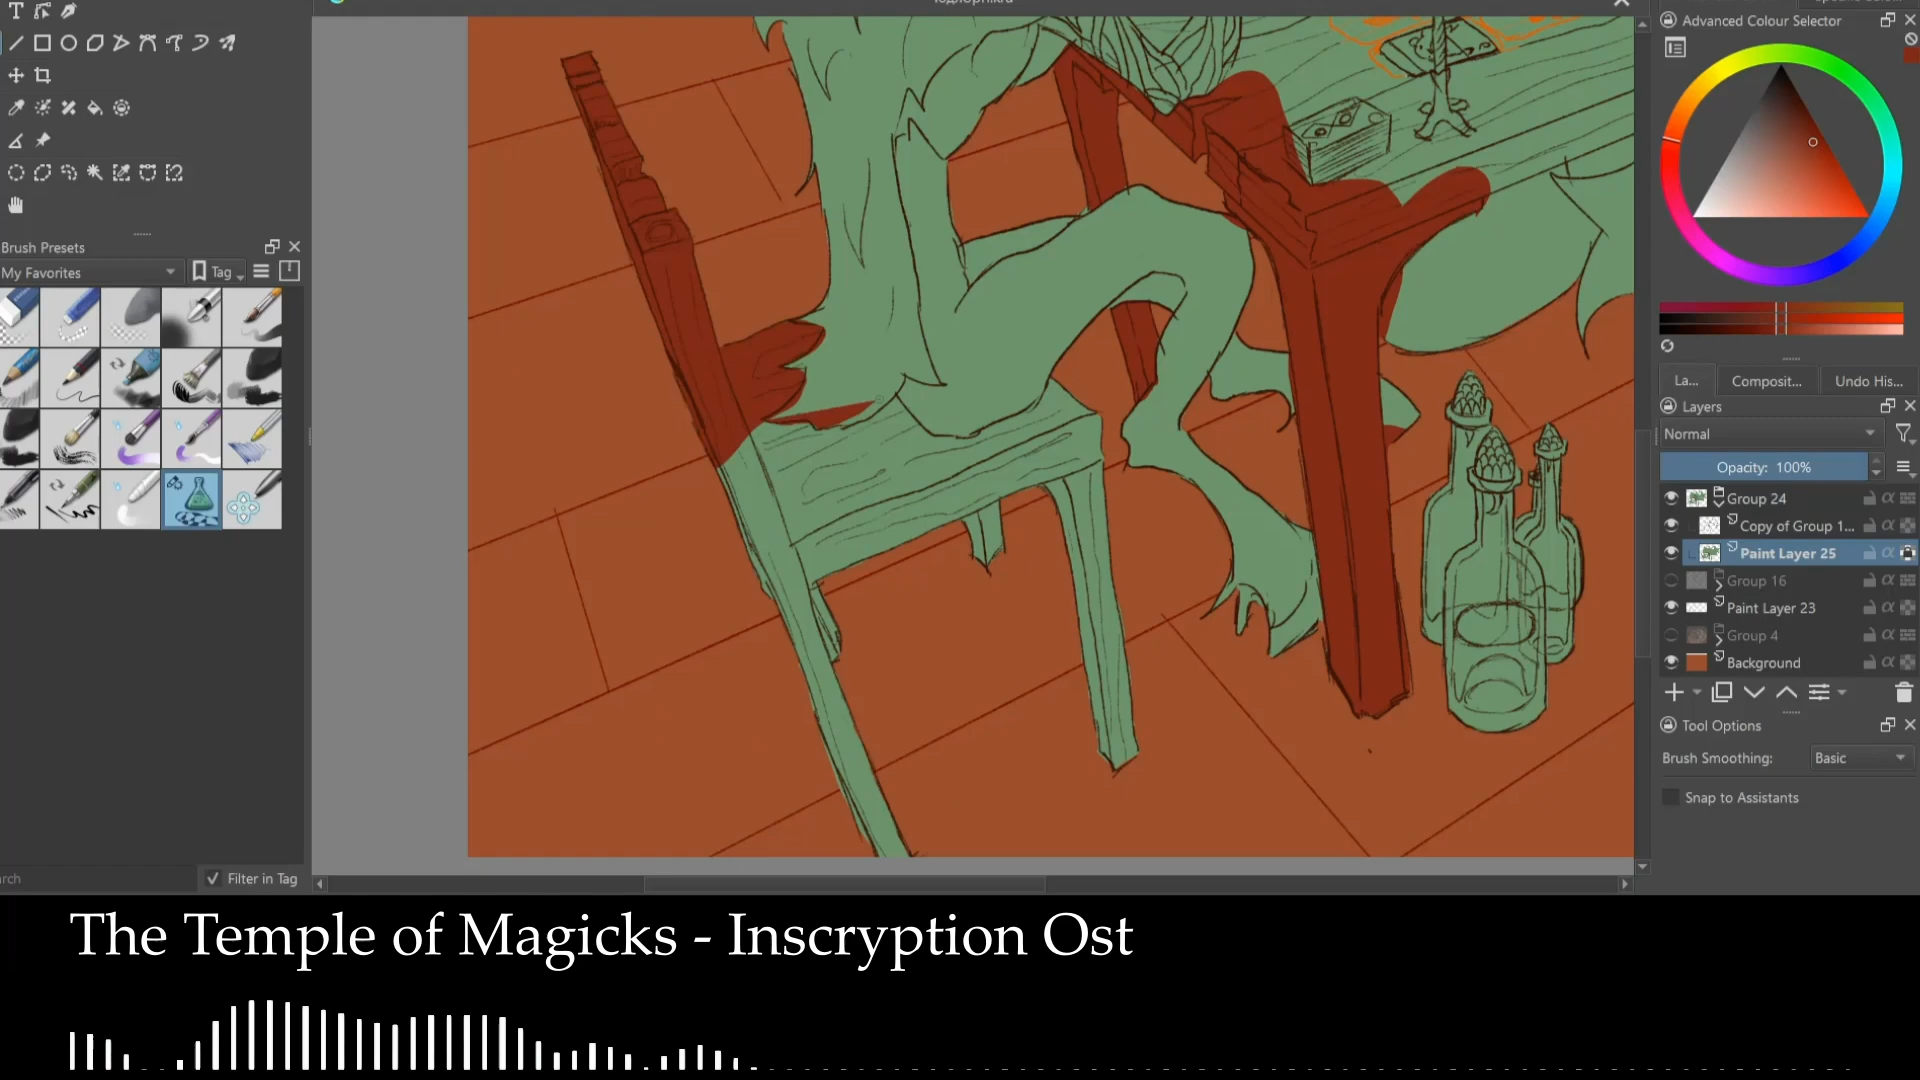 Advanced Colour Selector
Brush Presets
My Favorites
Tag
La...
Composit...
Undo His...
Layers
Normal
Opacity: 100%
Group 24
Copy of Group 1...
Paint Layer 25
Group 16
Paint Layer 23
Group 4
Background
Tool Options
Brush Smoothing:
Basic
Snap to Assistants
Filter in Tag
The Temple of Magicks - Inscryption Ost